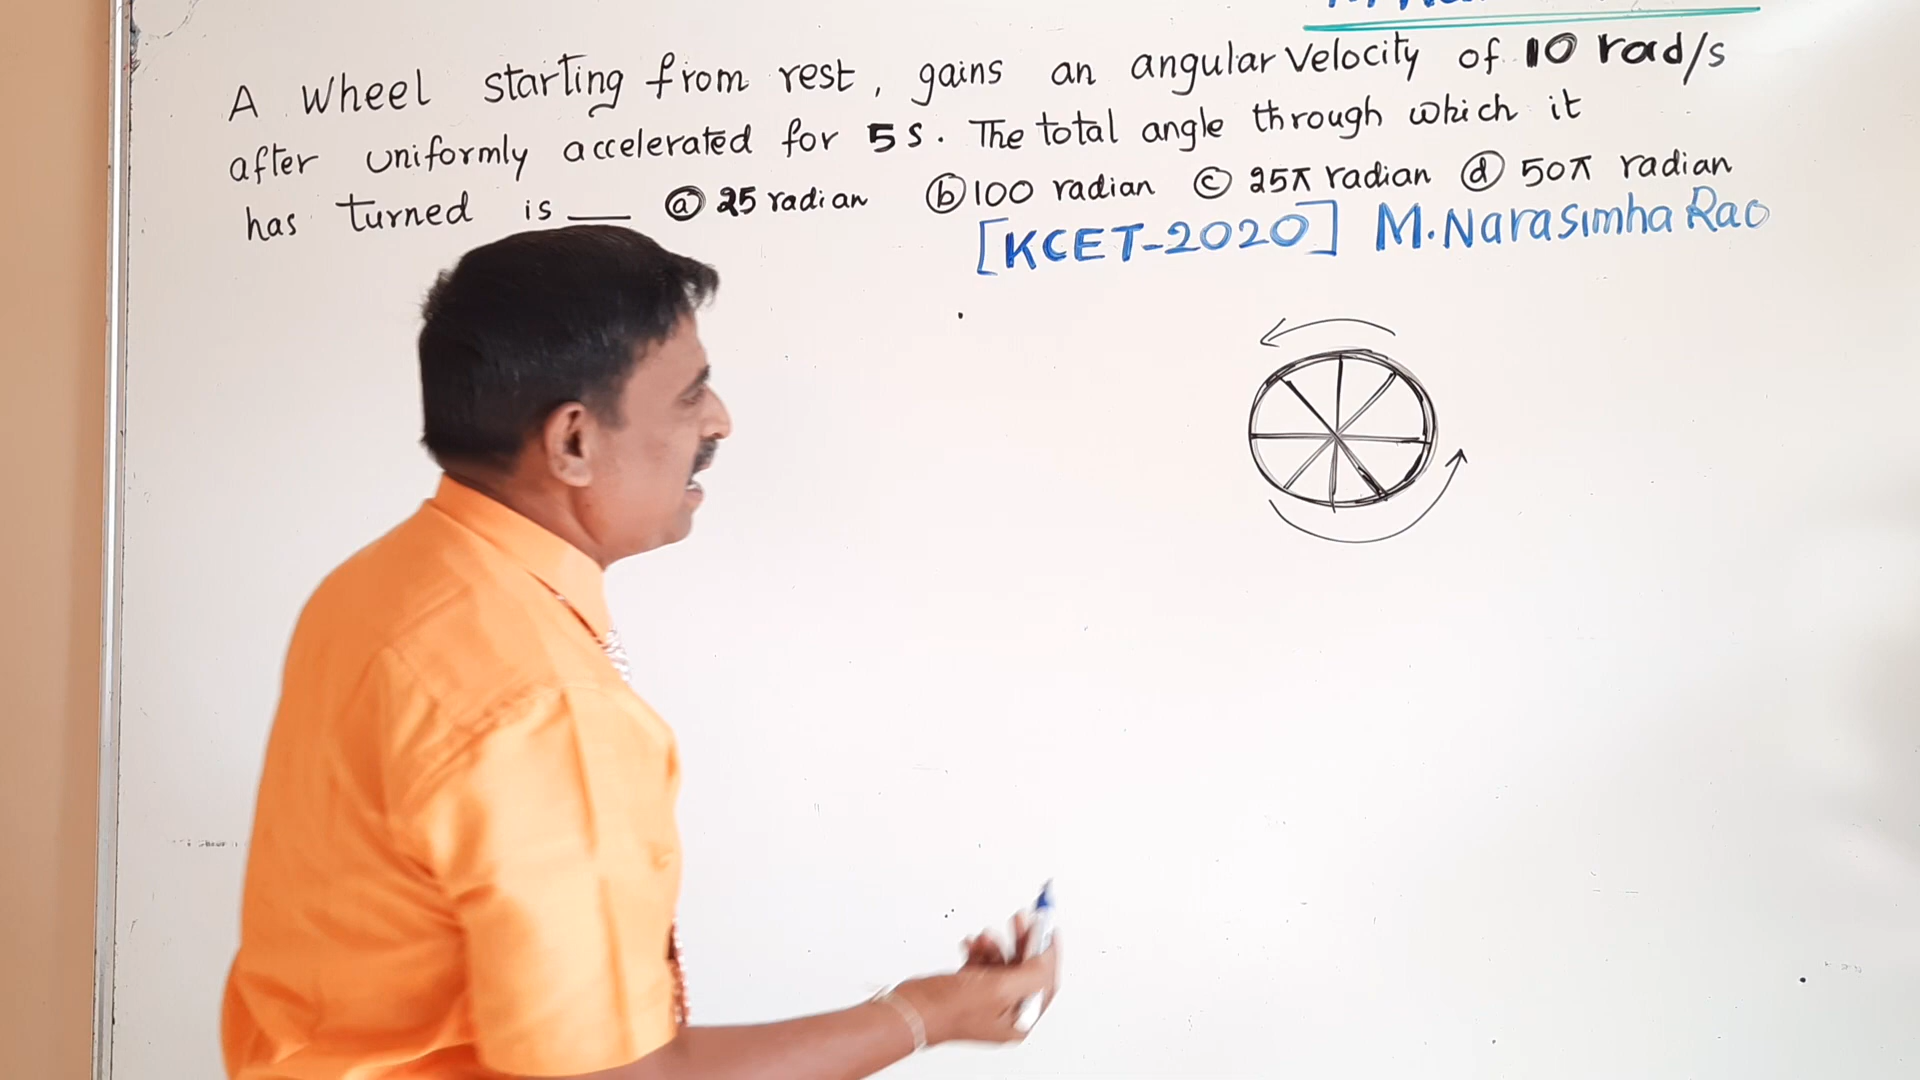 A Wheel starting from rest, gains an angular Velocity of 10 rad/s
after uniformly accelerated for 5 s. The total angle through which it
has turned is ___ ⓐ 25 radian ⓑ 100 radian ⓒ 25π radian ⓓ 50π radian
[KCET-2020] M.Narasimha Rao